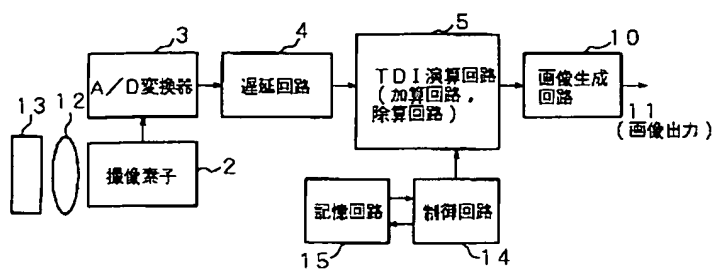 3
4
5
10
A/D変換器
遅延回路
TDI演算回路
(加算回路,
除算回路)
画像生成
回路
13
12
11
(画像出力)
撮像素子
2
記憶回路
制御回路
15
14